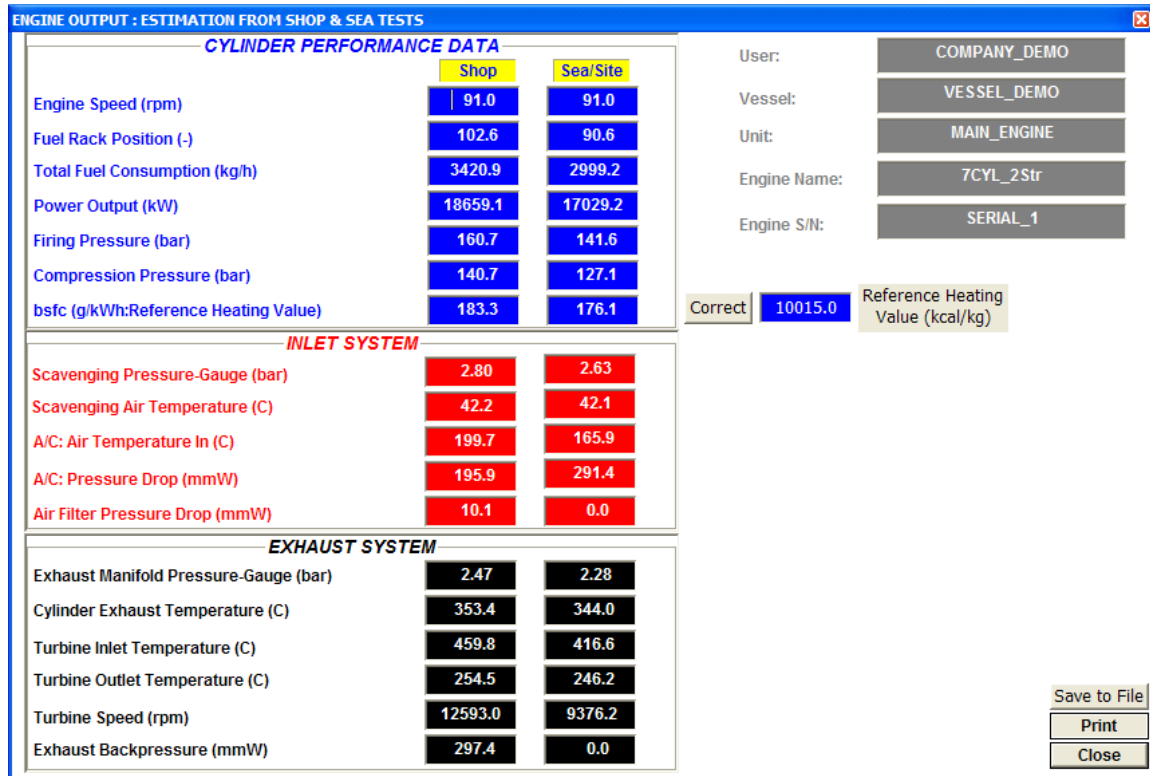 ENGINE OUTPUT : ESTIMATION FROM SHOP & SEA TESTS
CYLINDER PERFORMANCE DATA
Shop Sea/Site
Engine Speed (rpm) 91.0 91.0
Fuel Rack Position (-) 102.6 90.6
Total Fuel Consumption (kg/h) 3420.9 2999.2
Power Output (kW) 18659.1 17029.2
Firing Pressure (bar) 160.7 141.6
Compression Pressure (bar) 140.7 127.1
bsfc (g/kWh:Reference Heating Value) 183.3 176.1
INLET SYSTEM
Scavenging Pressure-Gauge (bar) 2.80 2.63
Scavenging Air Temperature (C) 42.2 42.1
A/C: Air Temperature In (C) 199.7 165.9
A/C: Pressure Drop (mmW) 195.9 291.4
Air Filter Pressure Drop (mmW) 10.1 0.0
EXHAUST SYSTEM
Exhaust Manifold Pressure-Gauge (bar) 2.47 2.28
Cylinder Exhaust Temperature (C) 353.4 344.0
Turbine Inlet Temperature (C) 459.8 416.6
Turbine Outlet Temperature (C) 254.5 246.2
Turbine Speed (rpm) 12593.0 9376.2
Exhaust Backpressure (mmW) 297.4 0.0
User: COMPANY_DEMO
Vessel: VESSEL_DEMO
Unit: MAIN_ENGINE
Engine Name: 7CYL_2Str
Engine S/N: SERIAL_1
Correct 10015.0 Reference Heating
Value (kcal/kg)
Save to File
Print
Close